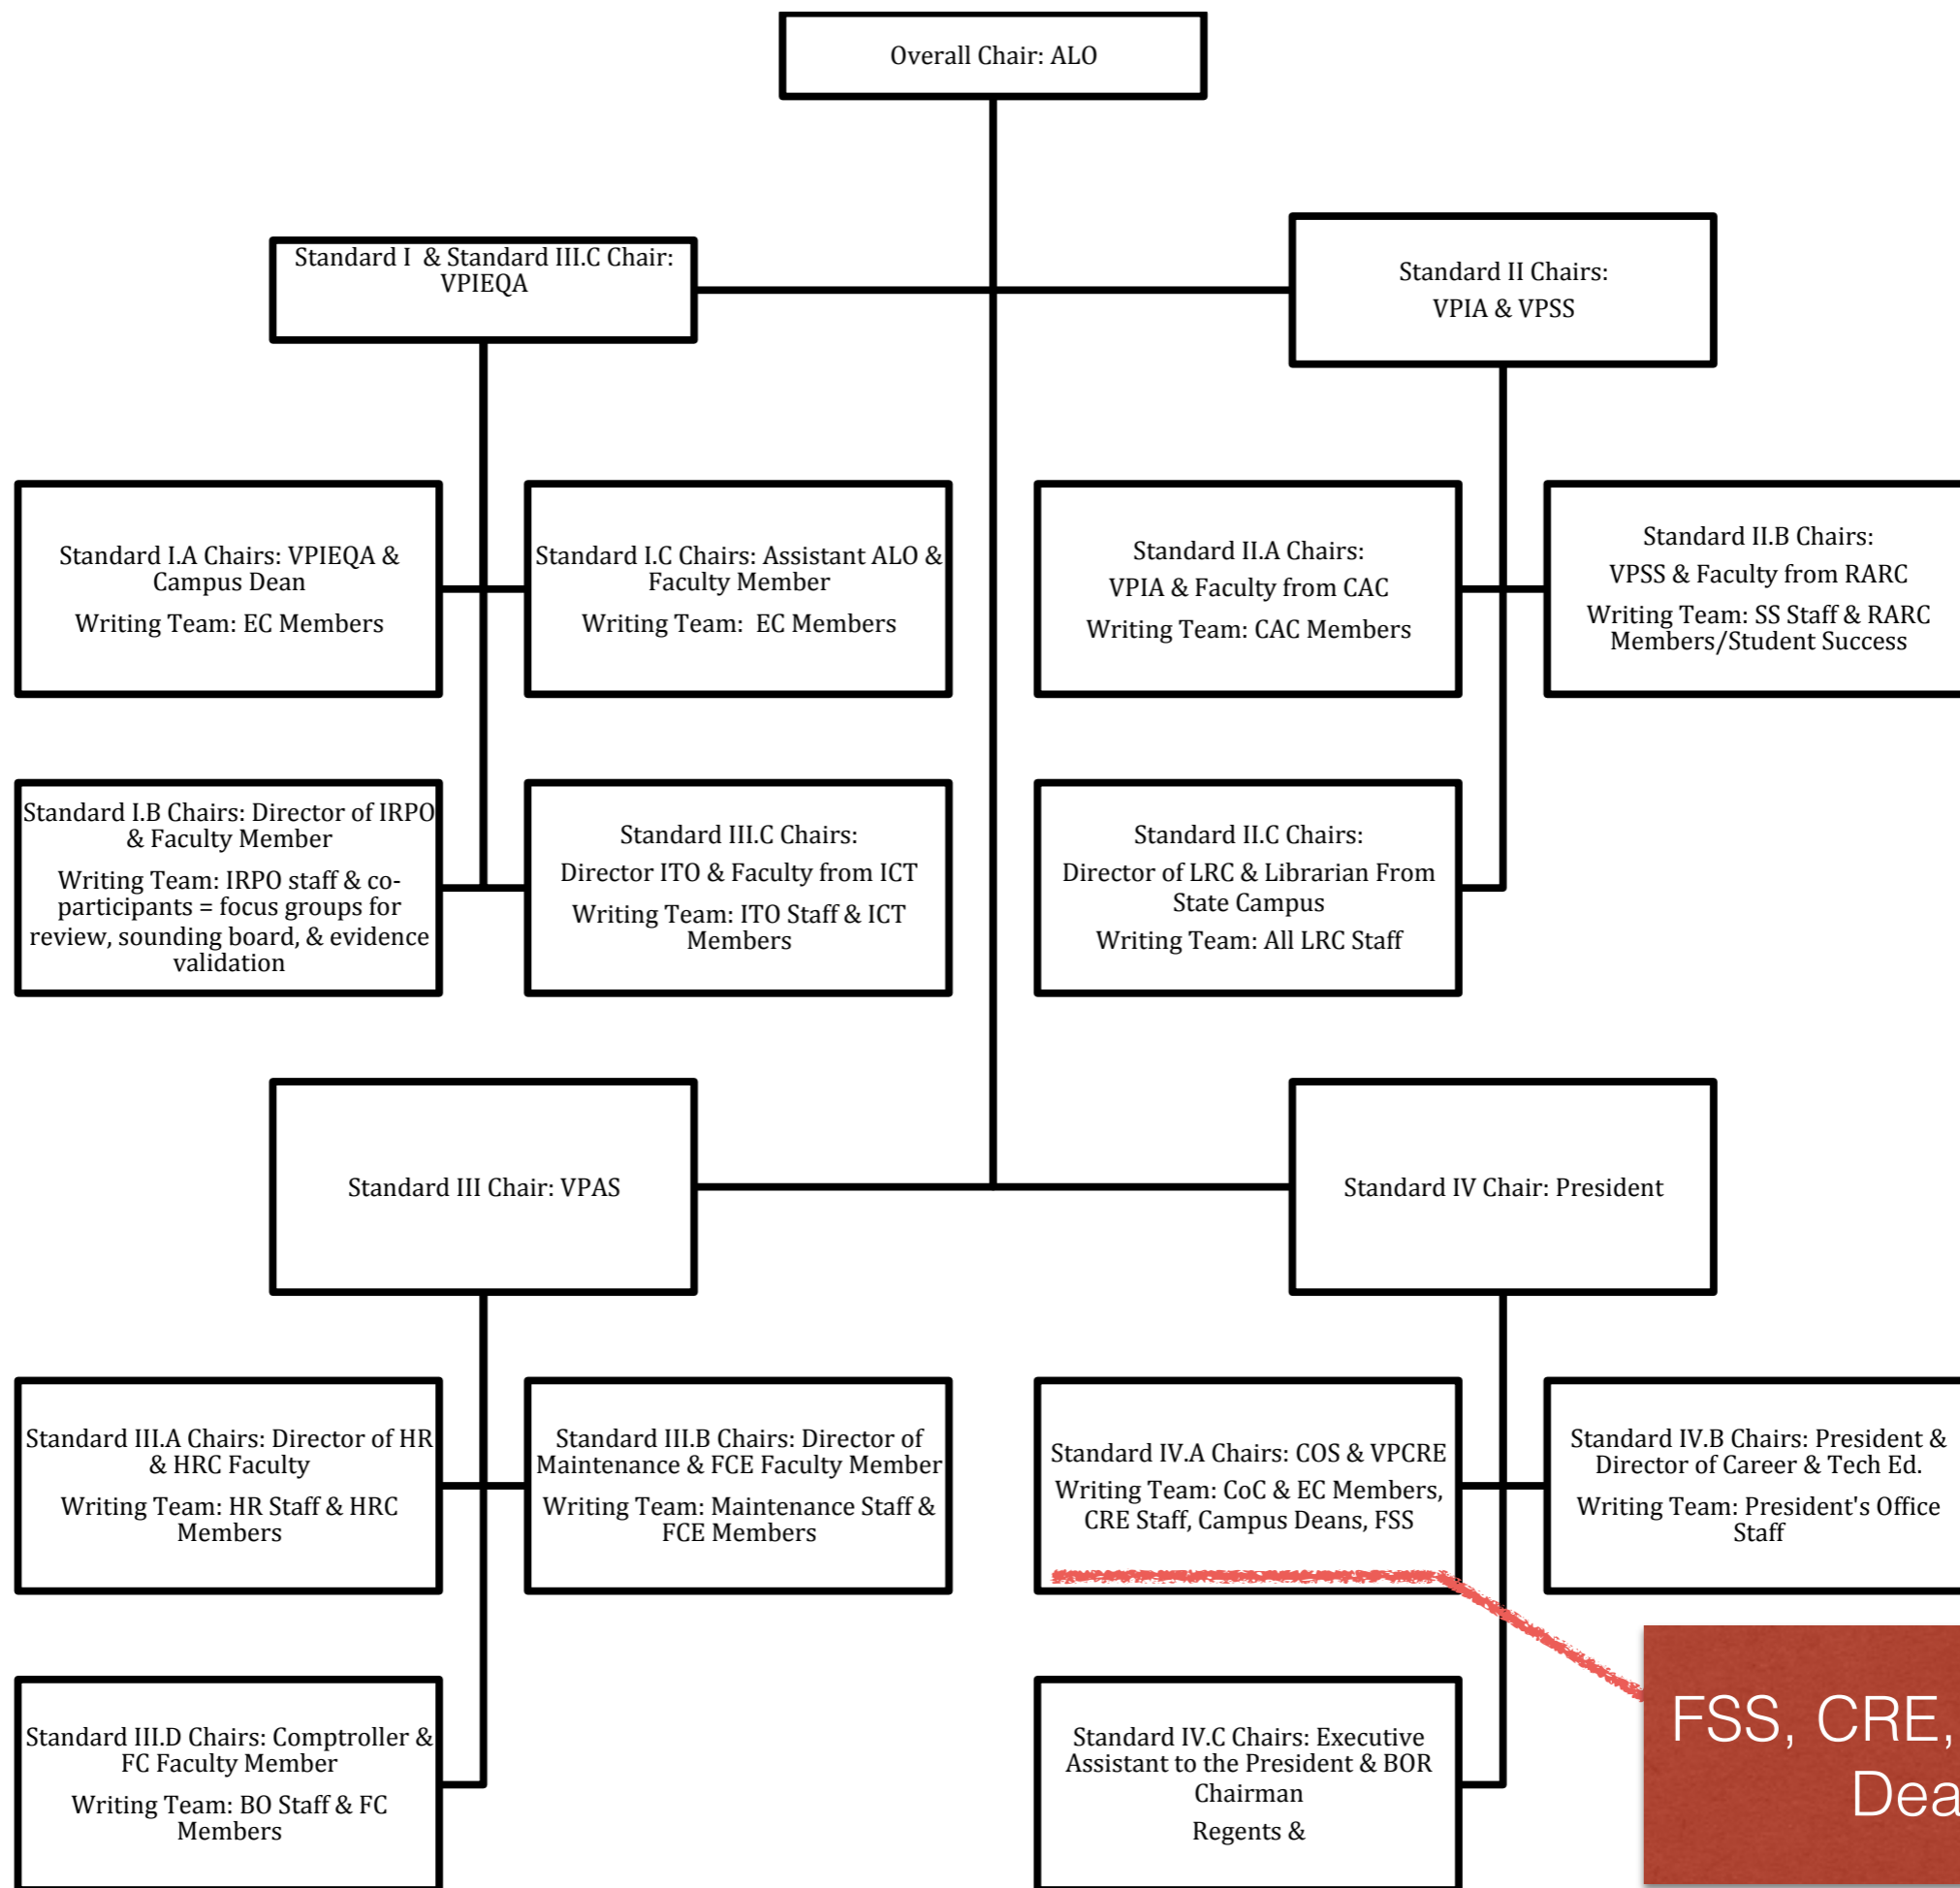 Overall Chair: ALO
Standard I & Standard III.C Chair:
VPIEQA
Standard II Chairs:
VPIA & VPSS
Standard I.A Chairs: VPIEQA &
Campus Dean
Writing Team: EC Members
Standard I.C Chairs: Assistant ALO &
Faculty Member
Writing Team: EC Members
Standard II.A Chairs:
VPIA & Faculty from CAC
Writing Team: CAC Members
Standard II.B Chairs:
VPSS & Faculty from RARC
Writing Team: SS Staff & RARC
Members/Student Success
Standard I.B Chairs: Director of IRPO
& Faculty Member
Writing Team: IRPO staff & co-
participants = focus groups for
review, sounding board, & evidence
validation
Standard III.C Chairs:
Director ITO & Faculty from ICT
Writing Team: ITO Staff & ICT
Members
Standard II.C Chairs:
Director of LRC & Librarian From
State Campus
Writing Team: All LRC Staff
Standard III Chair: VPAS
Standard IV Chair: President
Standard III.A Chairs: Director of HR
& HRC Faculty
Writing Team: HR Staff & HRC
Members
Standard III.B Chairs: Director of
Maintenance & FCE Faculty Member
Writing Team: Maintenance Staff &
FCE Members
Standard IV.A Chairs: COS & VPCRE
Writing Team: CoC & EC Members,
CRE Staff, Campus Deans, FSS
Standard IV.B Chairs: President &
Director of Career & Tech Ed.
Writing Team: President's Office
Staff
Standard III.D Chairs: Comptroller &
FC Faculty Member
Writing Team: BO Staff & FC
Members
Standard IV.C Chairs: Executive
Assistant to the President & BOR
Chairman
Regents &
FSS, CRE,